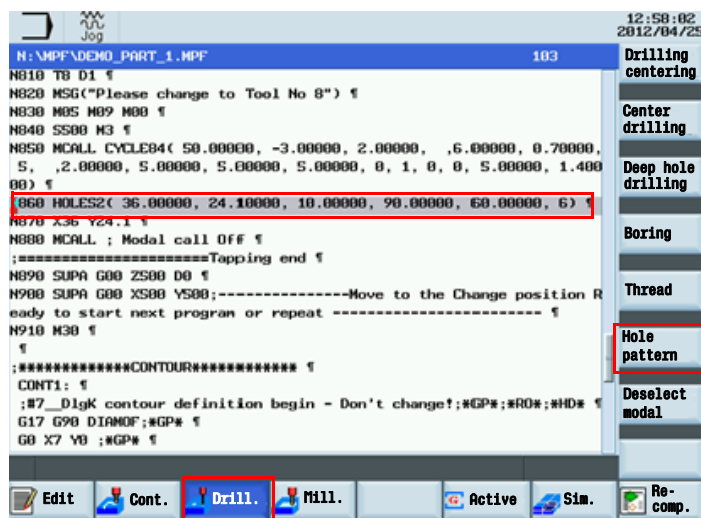 Jog
12:58:02
2012/04/25
N:\MPF\DEMO_PART_1.MPF 103
N810 T8 D1 ¶
N820 MSG("Please change to Tool No 8") ¶
N830 M05 M09 M00 ¶
N840 S500 M3 ¶
N850 MCALL CYCLE84( 50.00000, -3.00000, 2.00000, ,6.00000, 0.70000,
5, ,2.00000, 5.00000, 5.00000, 5.00000, 0, 1, 0, 0, 5.00000, 1.400
00) ¶
860 HOLES2( 36.00000, 24.10000, 10.00000, 90.00000, 60.00000, 6) ¶
N870 X36 Y24.1 ¶
N880 MCALL ; Modal call Off ¶
;======================Tapping end ¶
N890 SUPA G00 Z500 D0 ¶
N900 SUPA G00 X500 Y500;---------------Move to the Change position R
eady to start next program or repeat ------------------------ ¶
N910 M30 ¶
¶
;*************CONTOUR************ ¶
CONT1: ¶
;#7__DlgK contour definition begin - Don't change!;*GP*;*RO*;*HD* ¶
G17 G90 DIAMOF;*GP* ¶
G0 X7 Y0 ;*GP* ¶
Drilling
centering
Center
drilling
Deep hole
drilling
Boring
Thread
Hole
pattern
Deselect
modal
Edit
Cont.
Drill.
Mill.
G
Active
Sim.
Re-
comp.